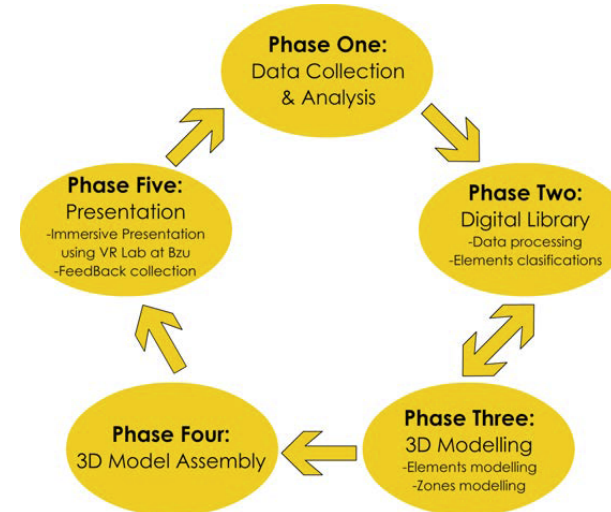 Phase One:
Data Collection
& Analysis
Phase Two:
Digital Library
-Data processing
-Elements clasifications
Phase Three:
3D Modelling
-Elements modelling
-Zones modelling
Phase Four:
3D Model Assembly
Phase Five:
Presentation
-Immersive Presentation
using VR Lab at Bzu
-FeedBack collection